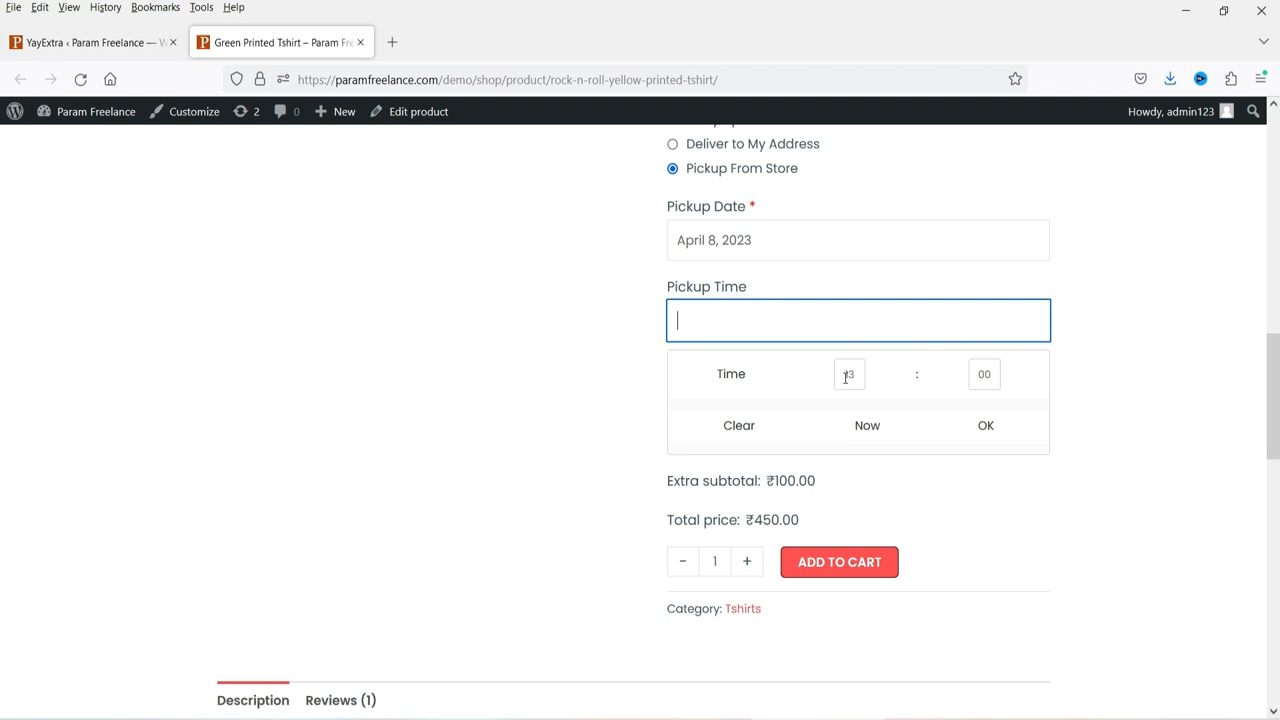 File Edit View History Bookmarks Tools Help
YayExtra ‹ Param Freelance — W
Green Printed Tshirt – Param Fre
https://paramfreelance.com/demo/shop/product/rock-n-roll-yellow-printed-tshirt/
Param Freelance Customize 2 0 New Edit product Howdy, admin123
Deliver to My Address
Pickup From Store
Pickup Date *
April 8, 2023
Pickup Time
Time 13 : 00
Clear Now OK
Extra subtotal: ₹100.00
Total price: ₹450.00
- 1 + ADD TO CART
Category: Tshirts
Description Reviews (1)